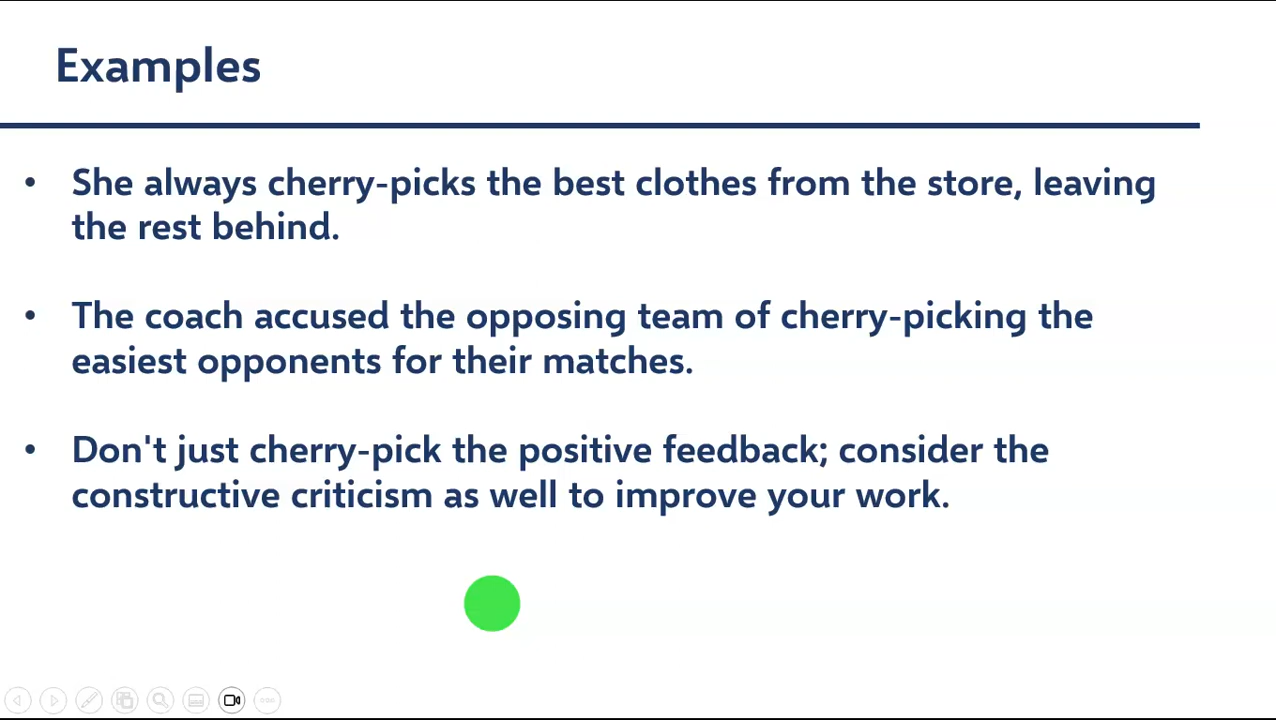 Examples
• She always cherry-picks the best clothes from the store, leaving
the rest behind.
• The coach accused the opposing team of cherry-picking the
easiest opponents for their matches.
• Don't just cherry-pick the positive feedback; consider the
constructive criticism as well to improve your work.